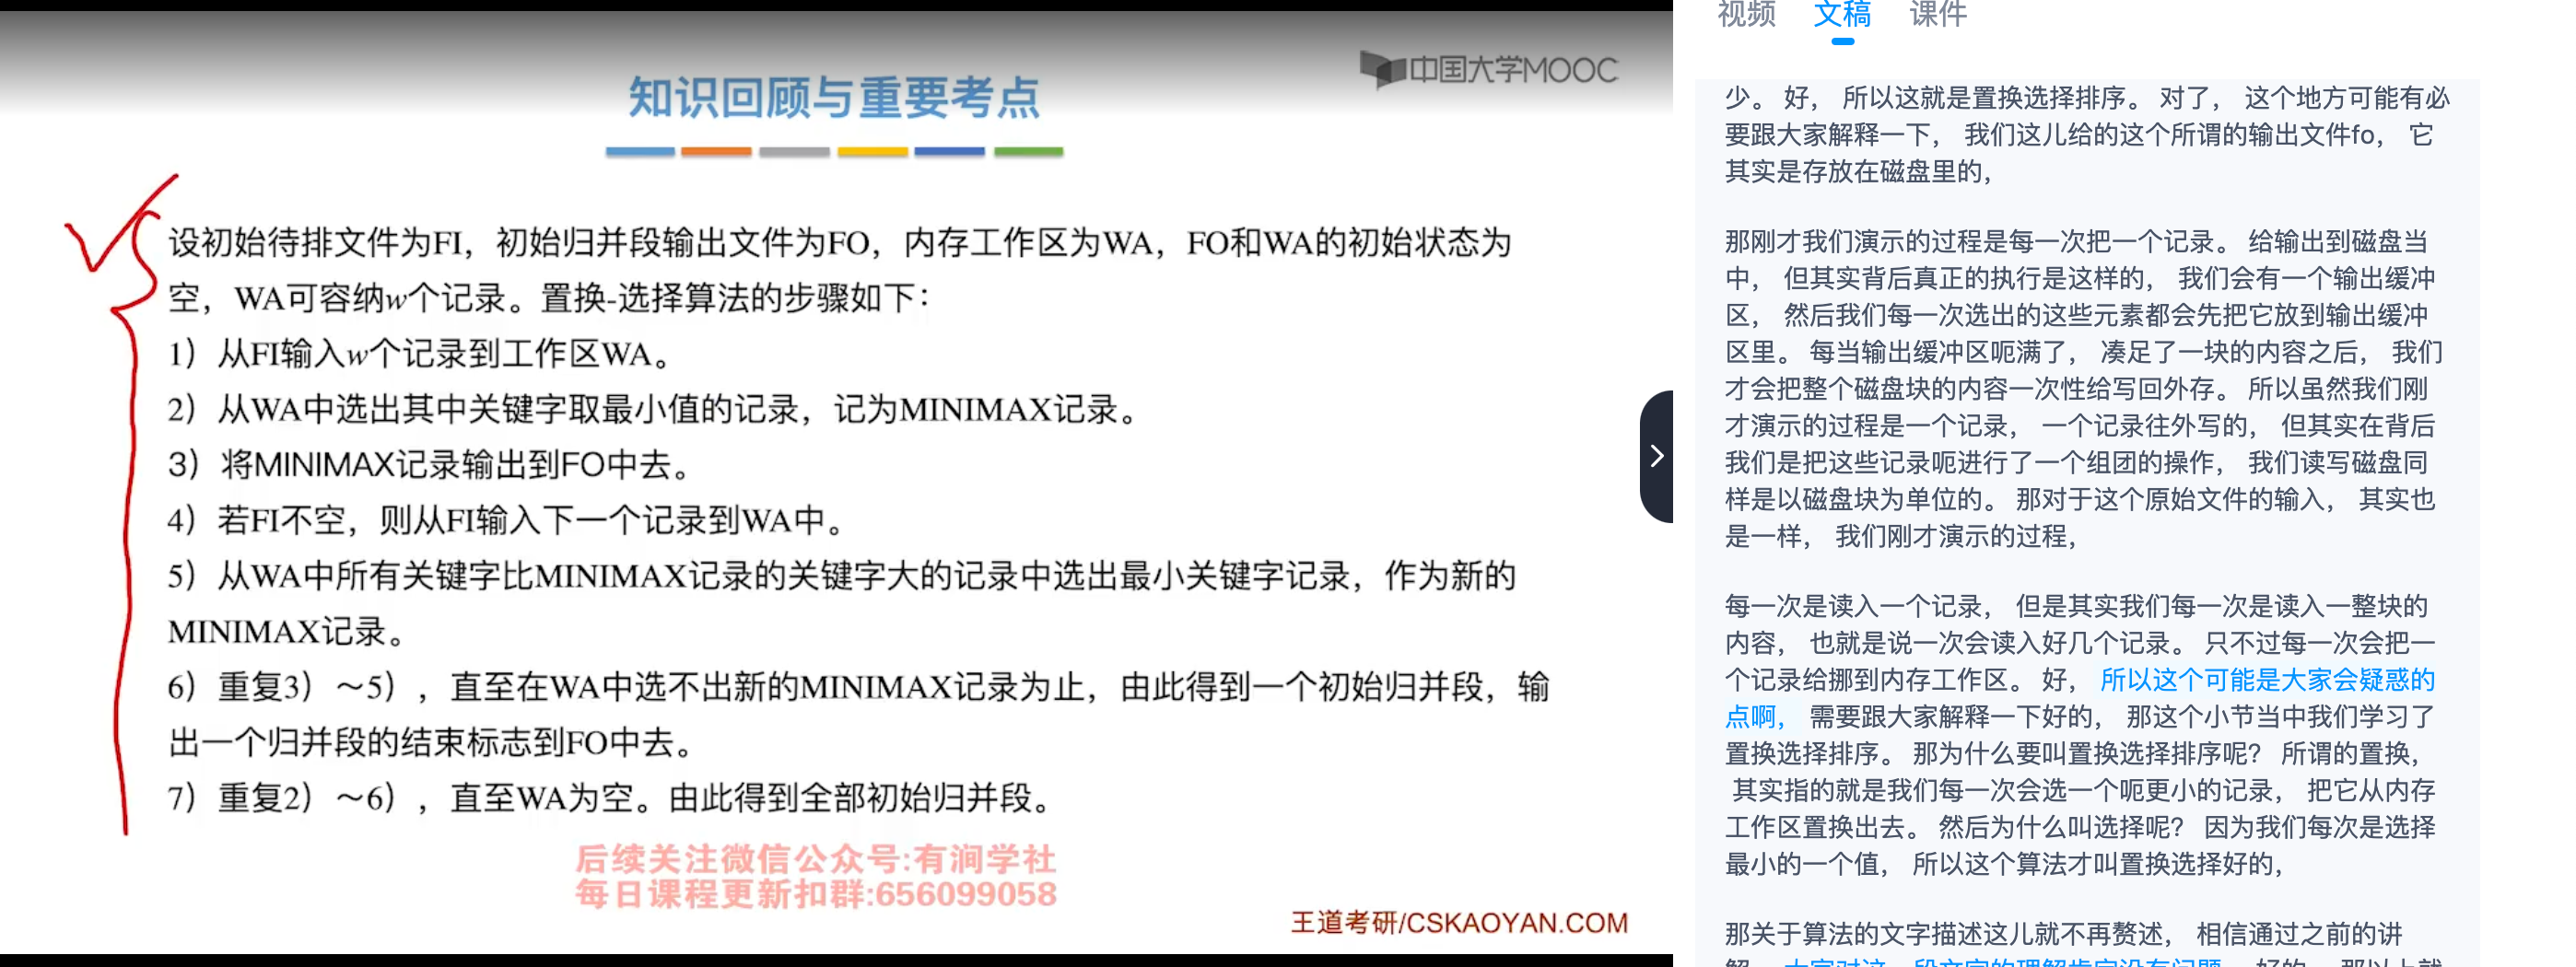 中国大学MOOC
知识回顾与重要考点
设初始待排文件为FI，初始归并段输出文件为FO，内存工作区为WA，FO和WA的初始状态为
空，WA可容纳w个记录。置换-选择算法的步骤如下：
1）从FI输入w个记录到工作区WA。
2）从WA中选出其中关键字取最小值的记录，记为MINIMAX记录。
3）将MINIMAX记录输出到FO中去。
4）若FI不空，则从FI输入下一个记录到WA中。
5）从WA中所有关键字比MINIMAX记录的关键字大的记录中选出最小关键字记录，作为新的
MINIMAX记录。
6）重复3）～5），直至在WA中选不出新的MINIMAX记录为止，由此得到一个初始归并段，输
出一个归并段的结束标志到FO中去。
7）重复2）～6），直至WA为空。由此得到全部初始归并段。
后续关注微信公众号:有涧学社
每日课程更新扣群:656099058
王道考研/CSKAOYAN.COM
视频 文稿 课件
少。 好， 所以这就是置换选择排序。 对了， 这个地方可能有必
要跟大家解释一下， 我们这儿给的这个所谓的输出文件fo， 它
其实是存放在磁盘里的，
那刚才我们演示的过程是每一次把一个记录。 给输出到磁盘当
中， 但其实背后真正的执行是这样的， 我们会有一个输出缓冲
区， 然后我们每一次选出的这些元素都会先把它放到输出缓冲
区里。 每当输出缓冲区呃满了， 凑足了一块的内容之后， 我们
才会把整个磁盘块的内容一次性给写回外存。 所以虽然我们刚
才演示的过程是一个记录， 一个记录往外写的， 但其实在背后
我们是把这些记录呃进行了一个组团的操作， 我们读写磁盘同
样是以磁盘块为单位的。 那对于这个原始文件的输入， 其实也
是一样， 我们刚才演示的过程，
每一次是读入一个记录， 但是其实我们每一次是读入一整块的
内容， 也就是说一次会读入好几个记录。 只不过每一次会把一
个记录给挪到内存工作区。 好， 所以这个可能是大家会疑惑的
点啊， 需要跟大家解释一下好的， 那这个小节当中我们学习了
置换选择排序。 那为什么要叫置换选择排序呢？ 所谓的置换，
其实指的就是我们每一次会选一个呃更小的记录， 把它从内存
工作区置换出去。 然后为什么叫选择呢？ 因为我们每次是选择
最小的一个值， 所以这个算法才叫置换选择好的，
那关于算法的文字描述这儿就不再赘述， 相信通过之前的讲